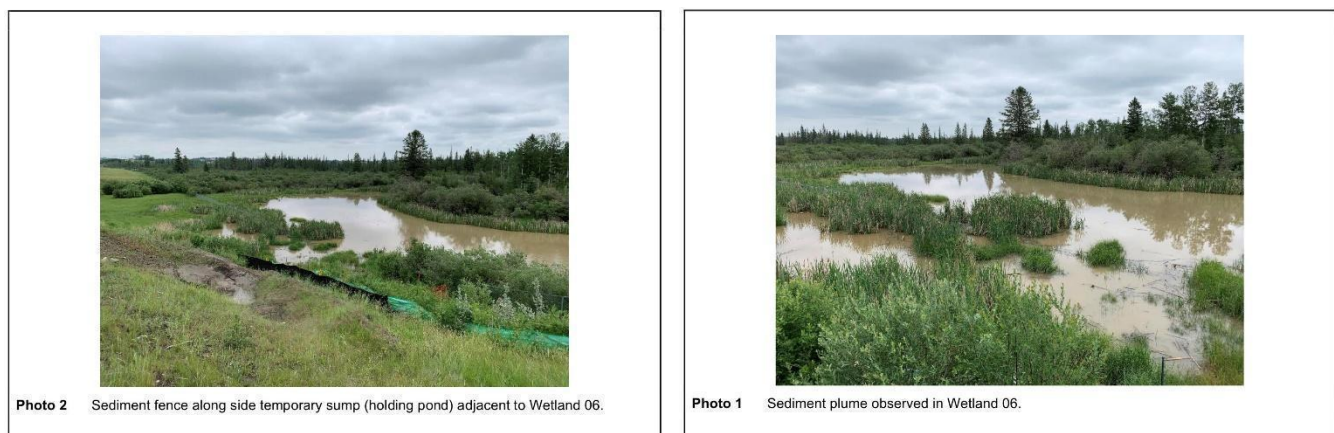 Photo 2 Sediment fence along side temporary sump (holding pond) adjacent to Wetland 06.
Photo 1 Sediment plume observed in Wetland 06.